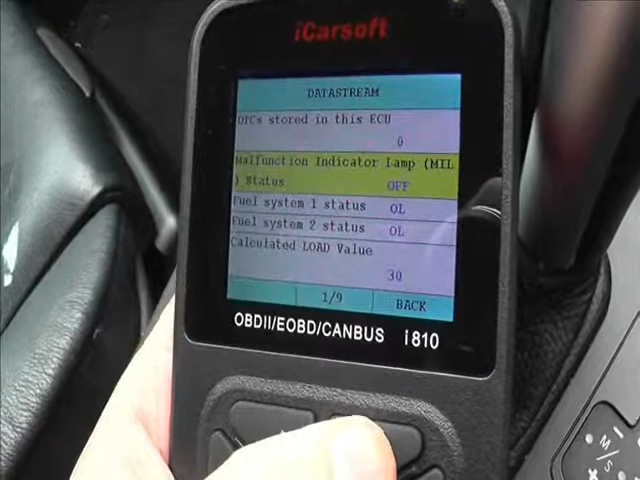 iCarsoft
DATASTREAM
DTCs stored in this ECU
0
Malfunction Indicator Lamp (MIL
) Status
OFF
Fuel system 1 status OL
Fuel system 2 status OL
Calculated LOAD Value
30
1/9 BACK
OBDII/EOBD/CANBUS i810
M/S
+
−